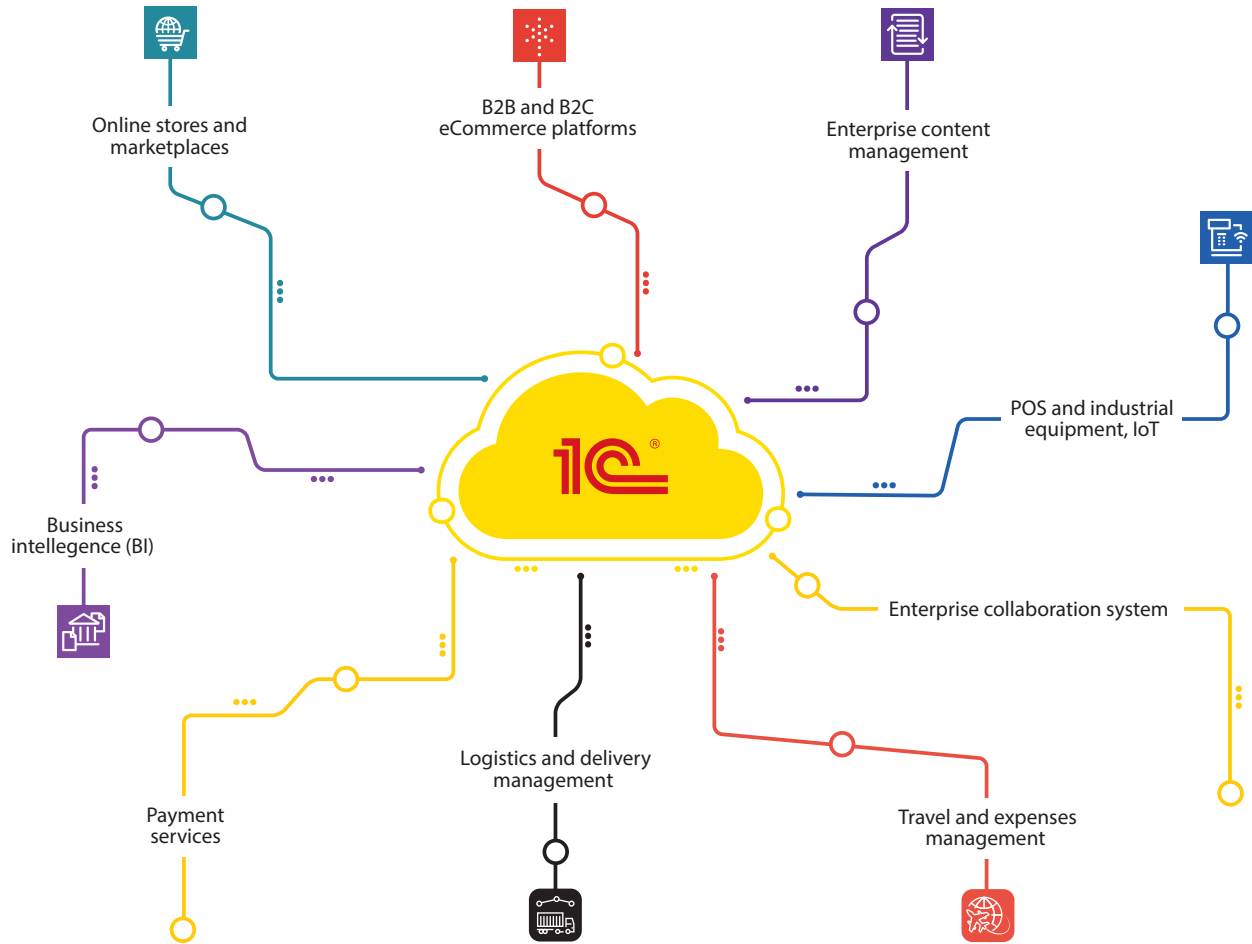 Online stores and
marketplaces
B2B and B2C
eCommerce platforms
Enterprise content
management
POS and industrial
equipment, IoT
1C®
Business
intellegence (BI)
Enterprise collaboration system
Logistics and delivery
management
Payment
services
Travel and expenses
management